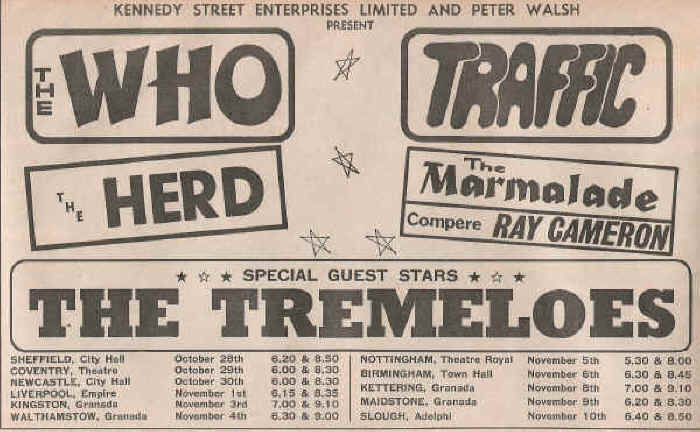 KENNEDY STREET ENTERPRISES LIMITED AND PETER WALSH
PRESENT
THE WHO
TRAFFIC
THE HERD
The Marmalade
Compère RAY CAMERON
SPECIAL GUEST STARS
THE TREMELOES
SHEFFIELD, City Hall October 28th 6.20 & 8.50
COVENTRY, Theatre October 29th 6.00 & 8.30
NEWCASTLE, City Hall October 30th 6.00 & 8.30
LIVERPOOL, Empire November 1st 6.15 & 8.35
KINGSTON, Granada November 3rd 7.00 & 9.10
WALTHAMSTOW, Granada November 4th 6.30 & 9.00
NOTTINGHAM, Theatre Royal November 5th 5.30 & 8.00
BIRMINGHAM, Town Hall November 6th 6.30 & 8.45
KETTERING, Granada November 8th 7.00 & 9.10
MAIDSTONE, Granada November 9th 6.20 & 8.30
SLOUGH, Adelphi November 10th 6.40 & 8.50